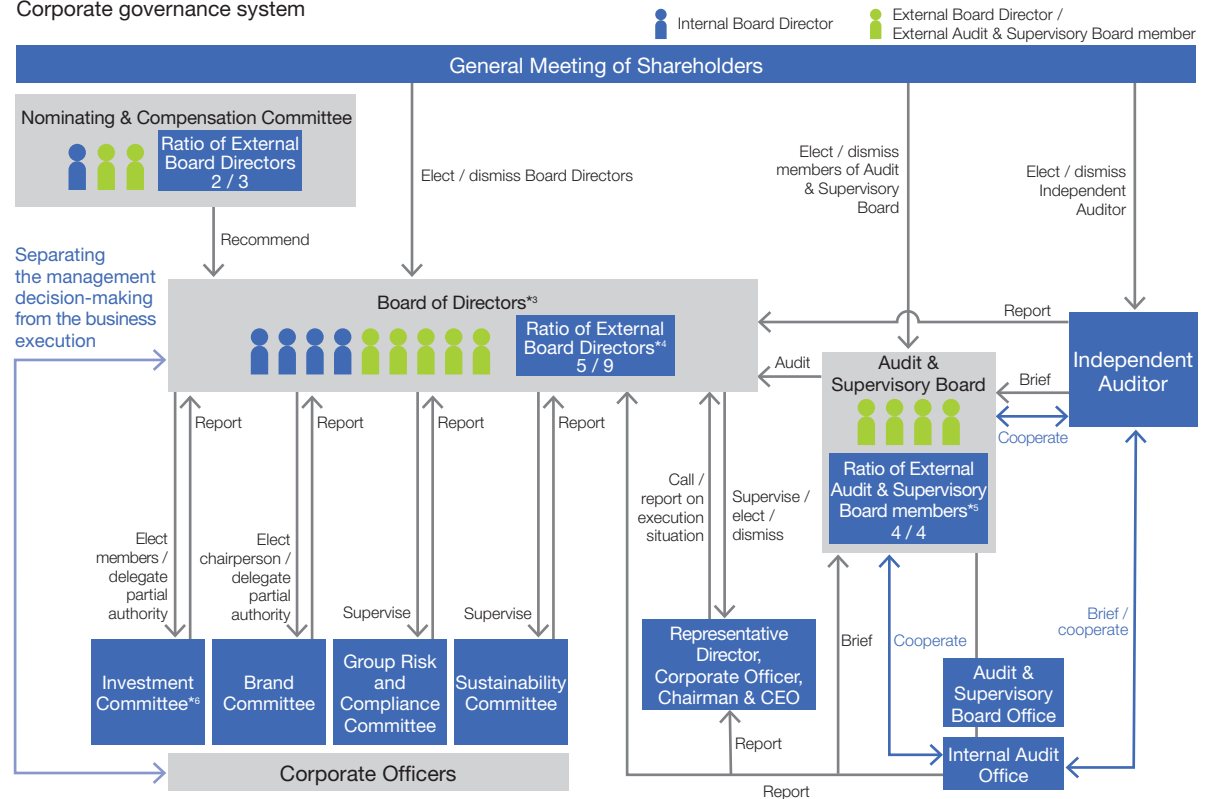 Corporate governance system
Internal Board Director
External Board Director /
External Audit & Supervisory Board member
General Meeting of Shareholders
Nominating & Compensation Committee
Ratio of External
Board Directors
2 / 3
Elect / dismiss Board Directors
Elect / dismiss
members of Audit
& Supervisory
Board
Elect / dismiss
Independent
Auditor
Recommend
Separating
the management
decision-making
from the business
execution
Board of Directors*3
Ratio of External
Board Directors*4
5 / 9
Report
Independent
Auditor
Audit
Audit &
Supervisory Board
Brief
Cooperate
Ratio of External
Audit & Supervisory
Board members*5
4 / 4
Report
Report
Report
Report
Elect
members /
delegate
partial
authority
Elect
chairperson /
delegate
partial
authority
Supervise
Supervise
Call /
report on
execution
situation
Supervise /
elect /
dismiss
Investment
Committee*6
Brand
Committee
Group Risk
and
Compliance
Committee
Sustainability
Committee
Representative
Director,
Corporate Officer,
Chairman & CEO
Brief
Cooperate
Brief /
cooperate
Audit &
Supervisory
Board Office
Internal Audit
Office
Report
Report
Corporate Officers